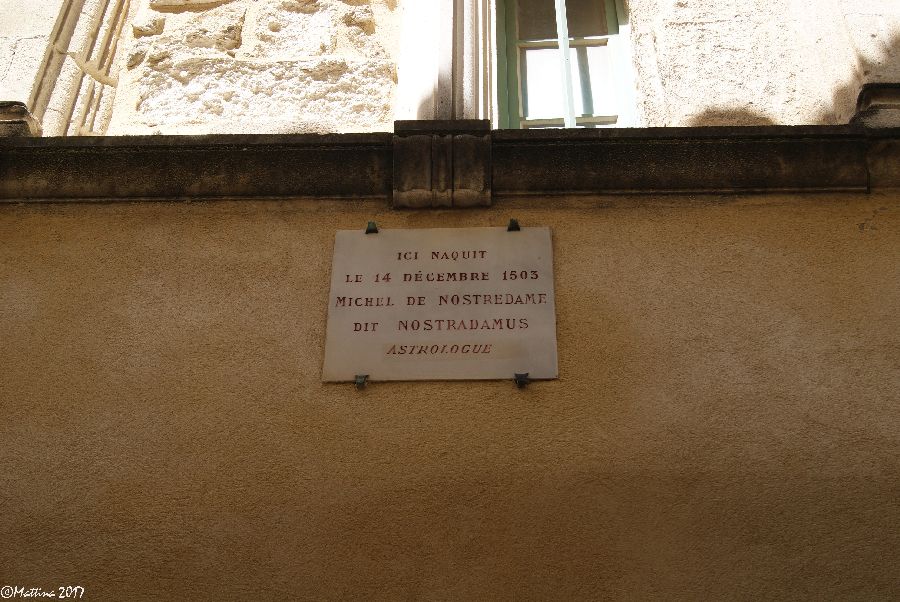 ICI NAQUIT
LE 14 DÉCEMBRE 1503
MICHEL DE NOSTREDAME
DIT NOSTRADAMUS
ASTROLOGUE
©Mattina 2017